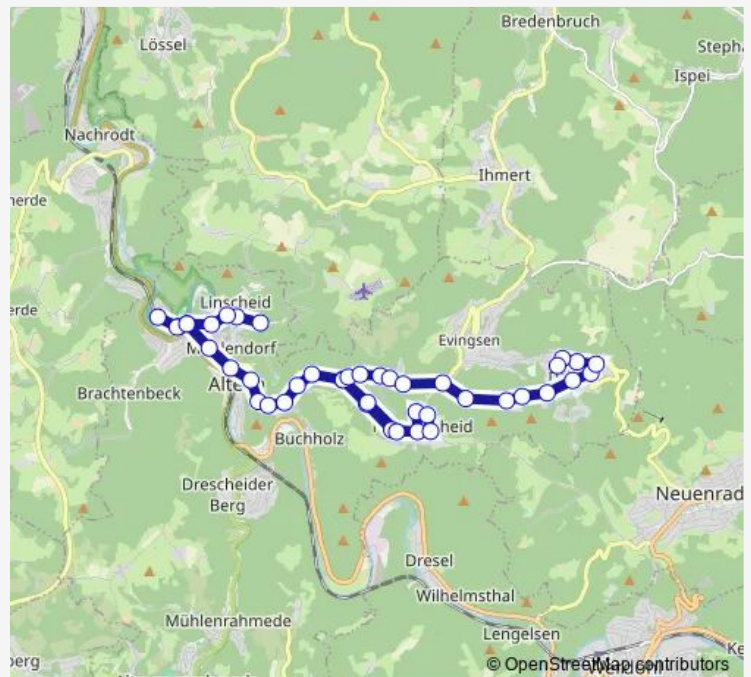 Bredenbruch
Lössel
Ispei
Nachrodt
Ihmert
Linscheid
Evingsen
Brachtenbeck
Buchholz
Drescheider
Berg
Neuenrad
Dresel
Wilhelmsthal
Mühlenrahmede
Lengelsen
© OpenStreetMap contributors